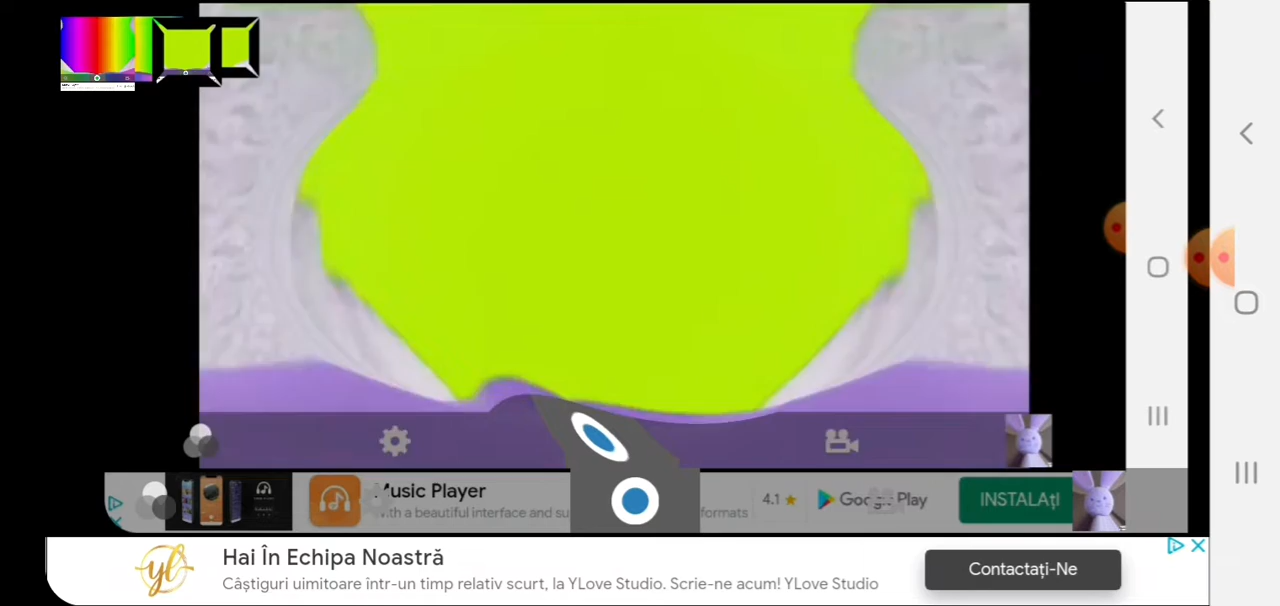 Music Player
With a beautiful interface and su formats
4.1 ★
Google Play
INSTALAȚI
yl
Hai În Echipa Noastră
Câștiguri uimitoare într-un timp relativ scurt, la YLove Studio. Scrie-ne acum! YLove Studio
Contactați-Ne